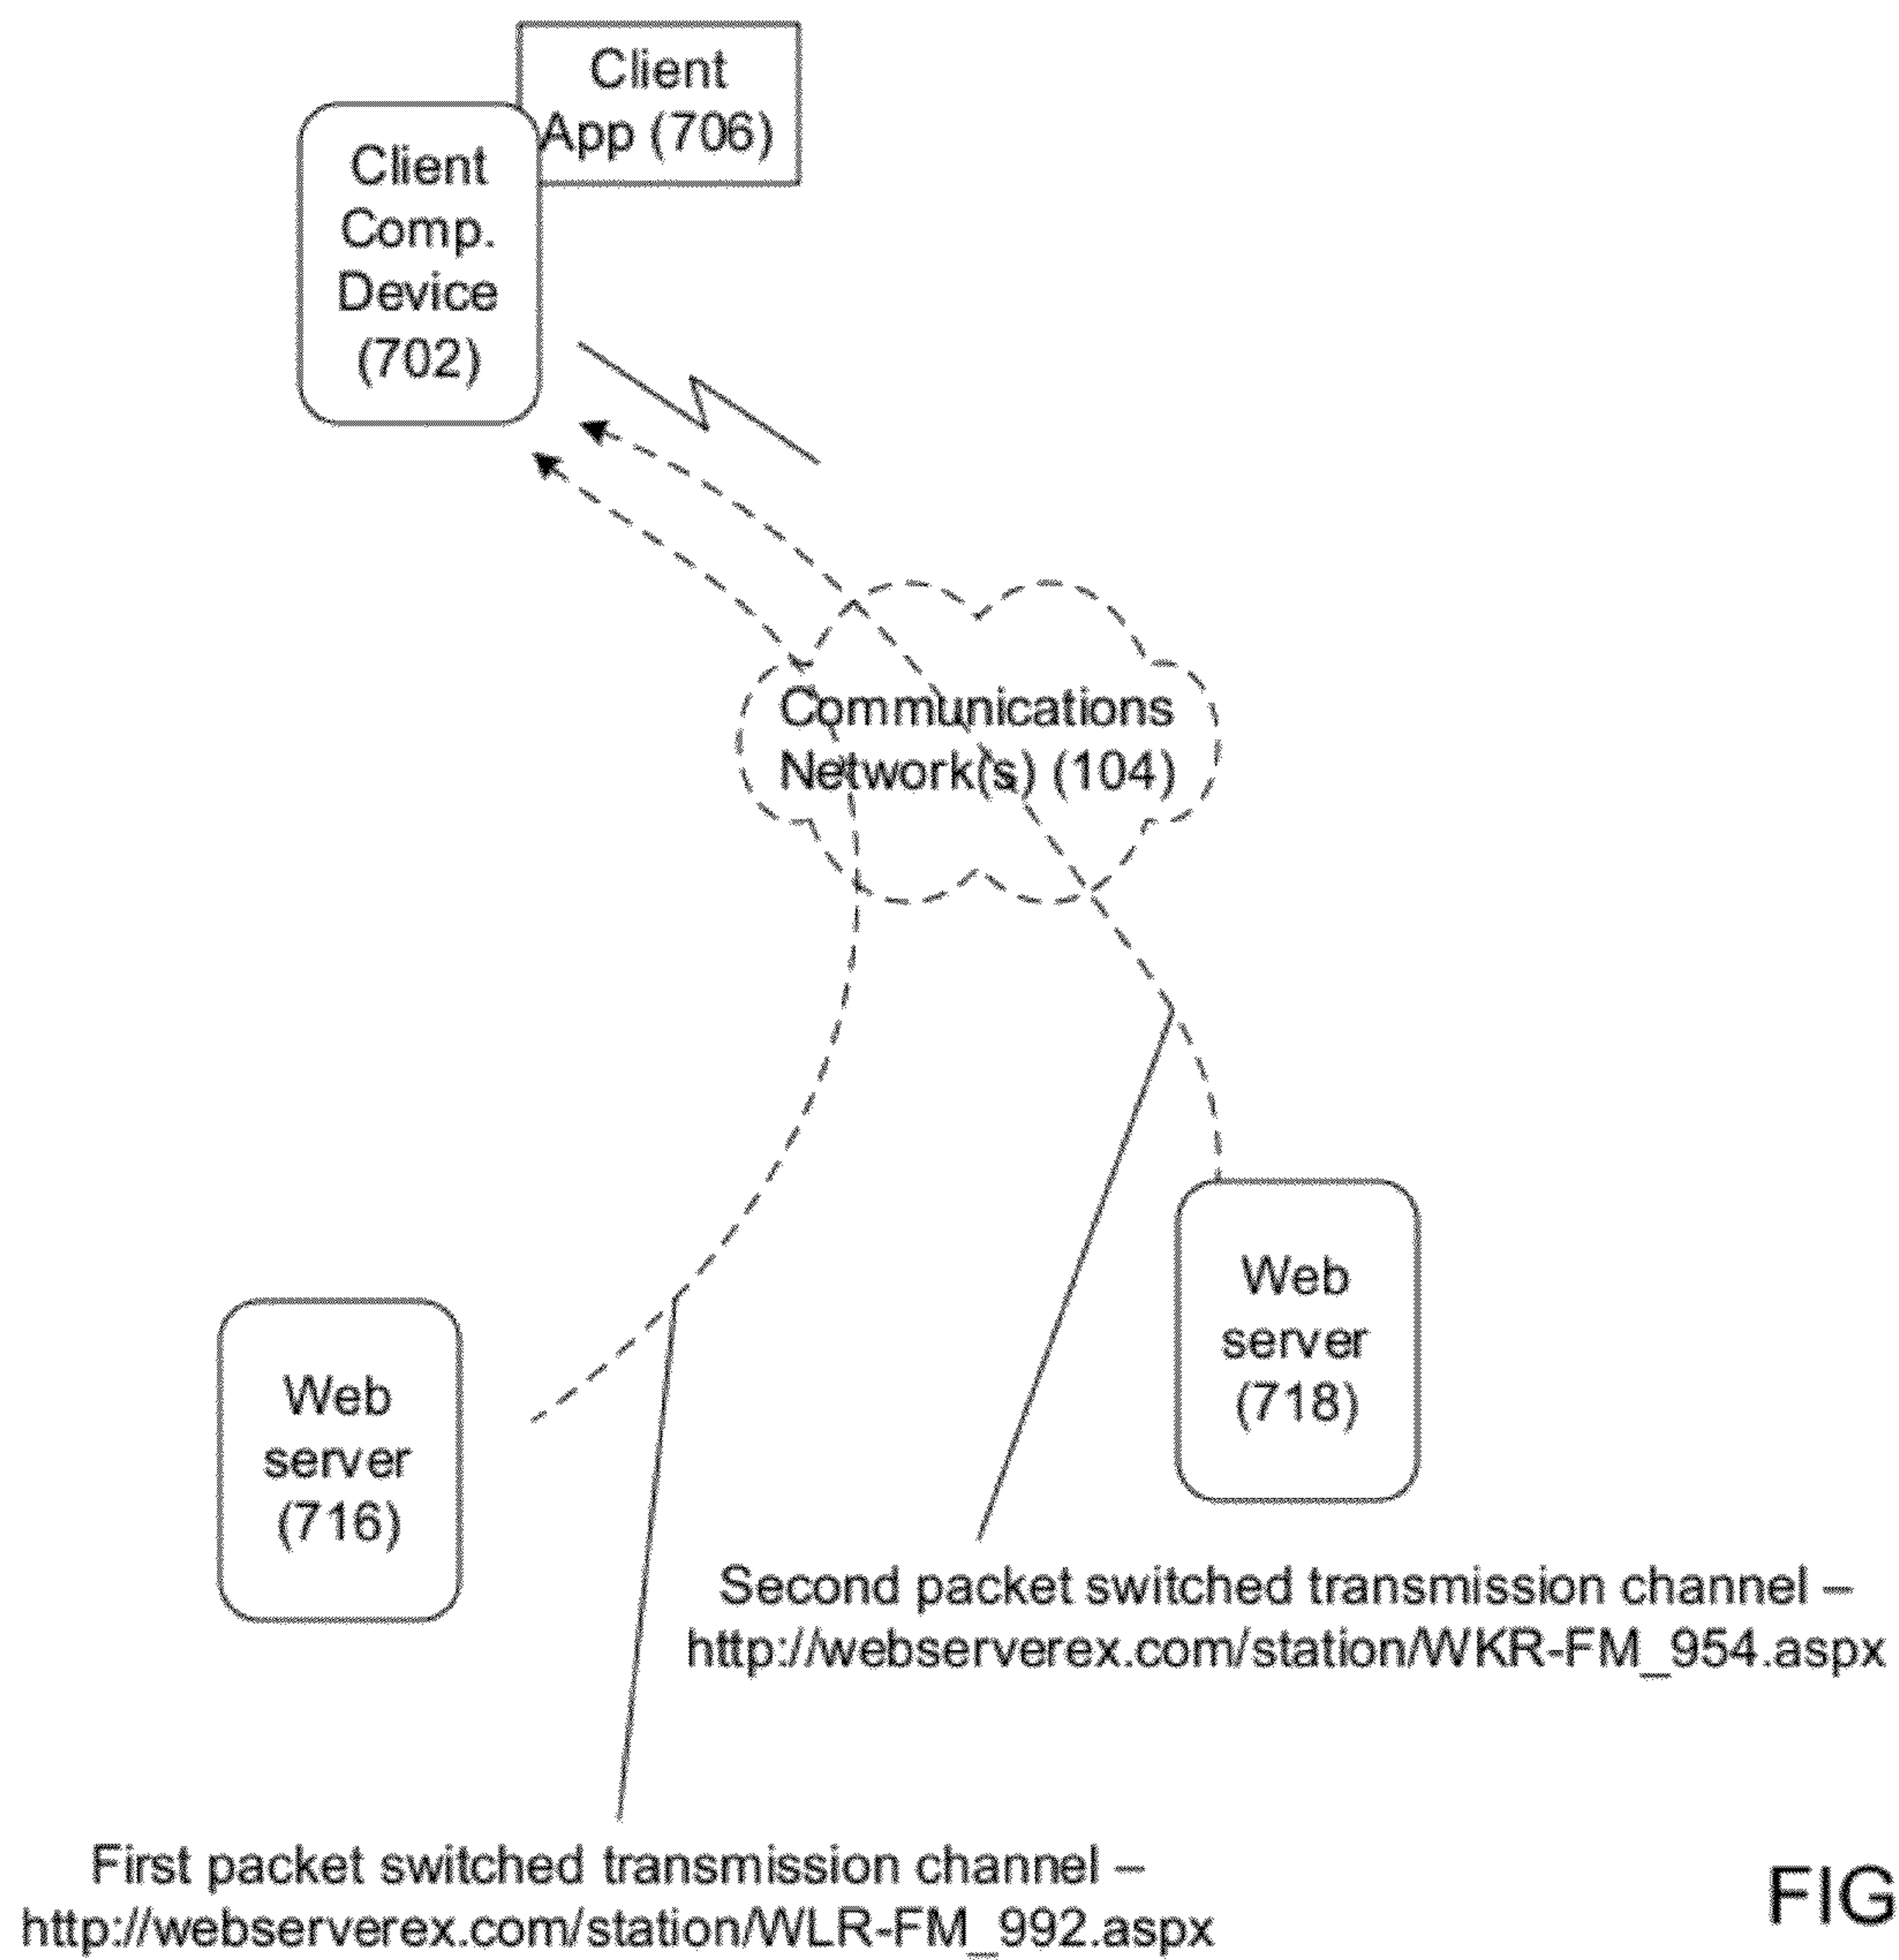 Client
App (706)
Client
Comp.
Device
(702)
Communications
Network(s) (104)
Web
server
(718)
Web
server
(716)
Second packet switched transmission channel –
http://webserverex.com/station/WKR-FM_954.aspx
First packet switched transmission channel –
http://webserverex.com/station/WLR-FM_992.aspx
FIG